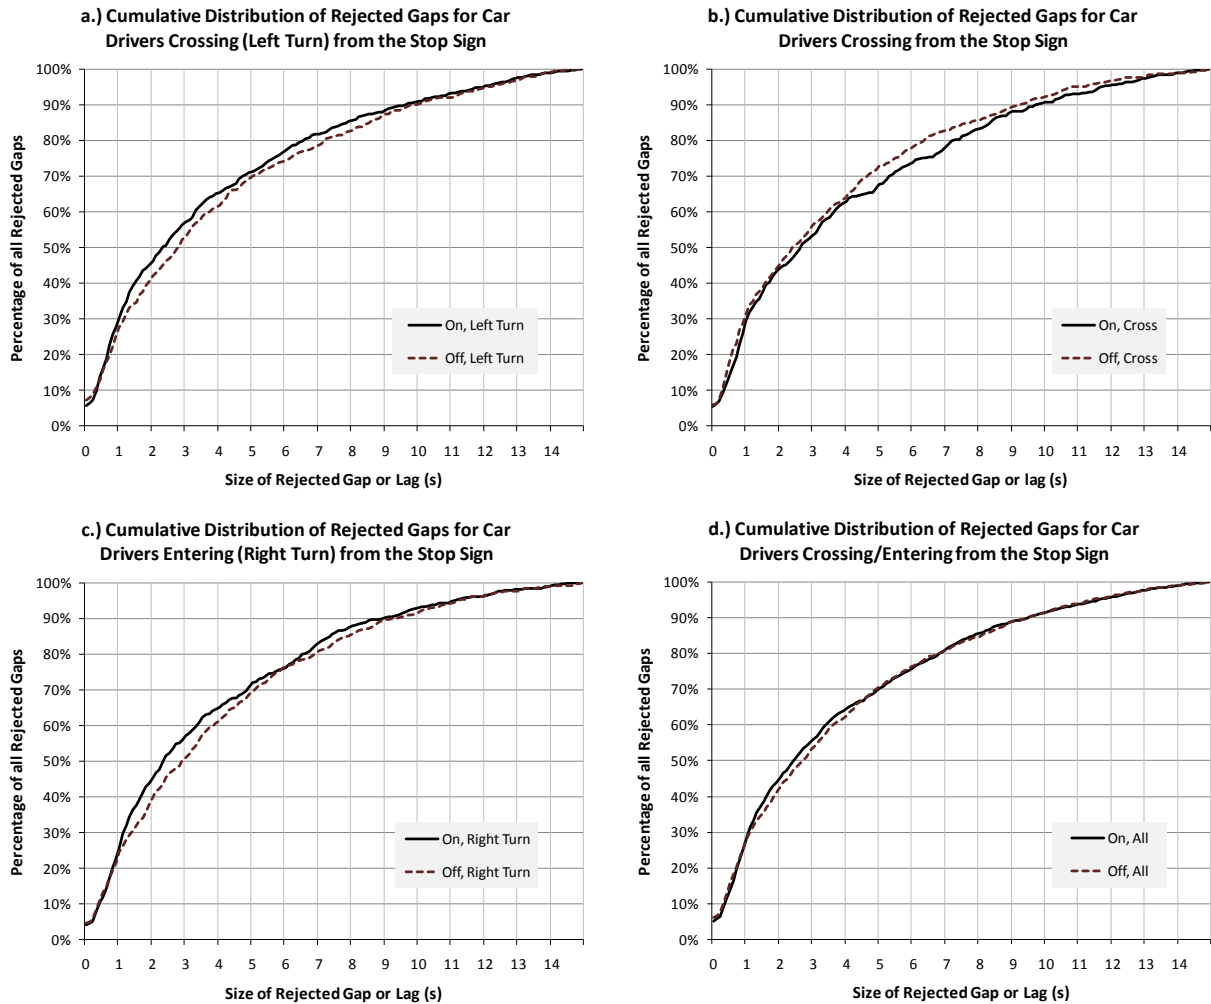 a.) Cumulative Distribution of Rejected Gaps for Car
Drivers Crossing (Left Turn) from the Stop Sign
Percentage of all Rejected Gaps
100%
90%
80%
70%
60%
50%
40%
30%
20%
10%
0%
On, Left Turn
Off, Left Turn
0 1 2 3 4 5 6 7 8 9 10 11 12 13 14
Size of Rejected Gap or Lag (s)
b.) Cumulative Distribution of Rejected Gaps for Car
Drivers Crossing from the Stop Sign
Percentage of all Rejected Gaps
100%
90%
80%
70%
60%
50%
40%
30%
20%
10%
0%
On, Cross
Off, Cross
0 1 2 3 4 5 6 7 8 9 10 11 12 13 14
Size of Rejected Gap or lag (s)
c.) Cumulative Distribution of Rejected Gaps for Car
Drivers Entering (Right Turn) from the Stop Sign
Percentage of all Rejected Gaps
100%
90%
80%
70%
60%
50%
40%
30%
20%
10%
0%
On, Right Turn
Off, Right Turn
0 1 2 3 4 5 6 7 8 9 10 11 12 13 14
Size of Rejected Gap or Lag (s)
d.) Cumulative Distribution of Rejected Gaps for Car
Drivers Crossing/Entering from the Stop Sign
Percentage of all Rejected Gaps
100%
90%
80%
70%
60%
50%
40%
30%
20%
10%
0%
On, All
Off, All
0 1 2 3 4 5 6 7 8 9 10 11 12 13 14
Size of Rejected Gap or Lag (s)